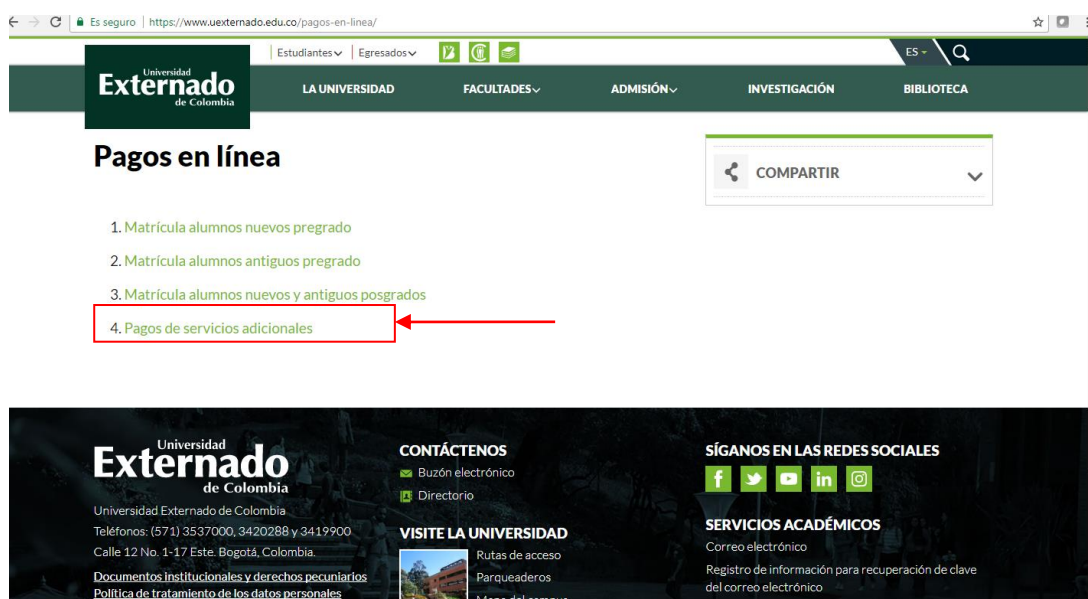 Es seguro | https://www.uexternado.edu.co/pagos-en-linea/
Estudiantes Egresados
ES
Universidad
Externado
de Colombia
LA UNIVERSIDAD FACULTADES ADMISIÓN INVESTIGACIÓN BIBLIOTECA
Pagos en línea
COMPARTIR
1. Matrícula alumnos nuevos pregrado
2. Matrícula alumnos antiguos pregrado
3. Matrícula alumnos nuevos y antiguos posgrados
4. Pagos de servicios adicionales
Universidad
Externado
de Colombia
Universidad Externado de Colombia
Teléfonos: (571) 3537000, 3420288 y 3419900
Calle 12 No. 1-17 Este. Bogotá, Colombia.
Documentos institucionales y derechos pecuniarios
Política de tratamiento de los datos personales
CONTÁCTENOS
Buzón electrónico
Directorio
VISITE LA UNIVERSIDAD
Rutas de acceso
Parqueaderos
Mapa del campus
SÍGANOS EN LAS REDES SOCIALES
SERVICIOS ACADÉMICOS
Correo electrónico
Registro de información para recuperación de clave
del correo electrónico